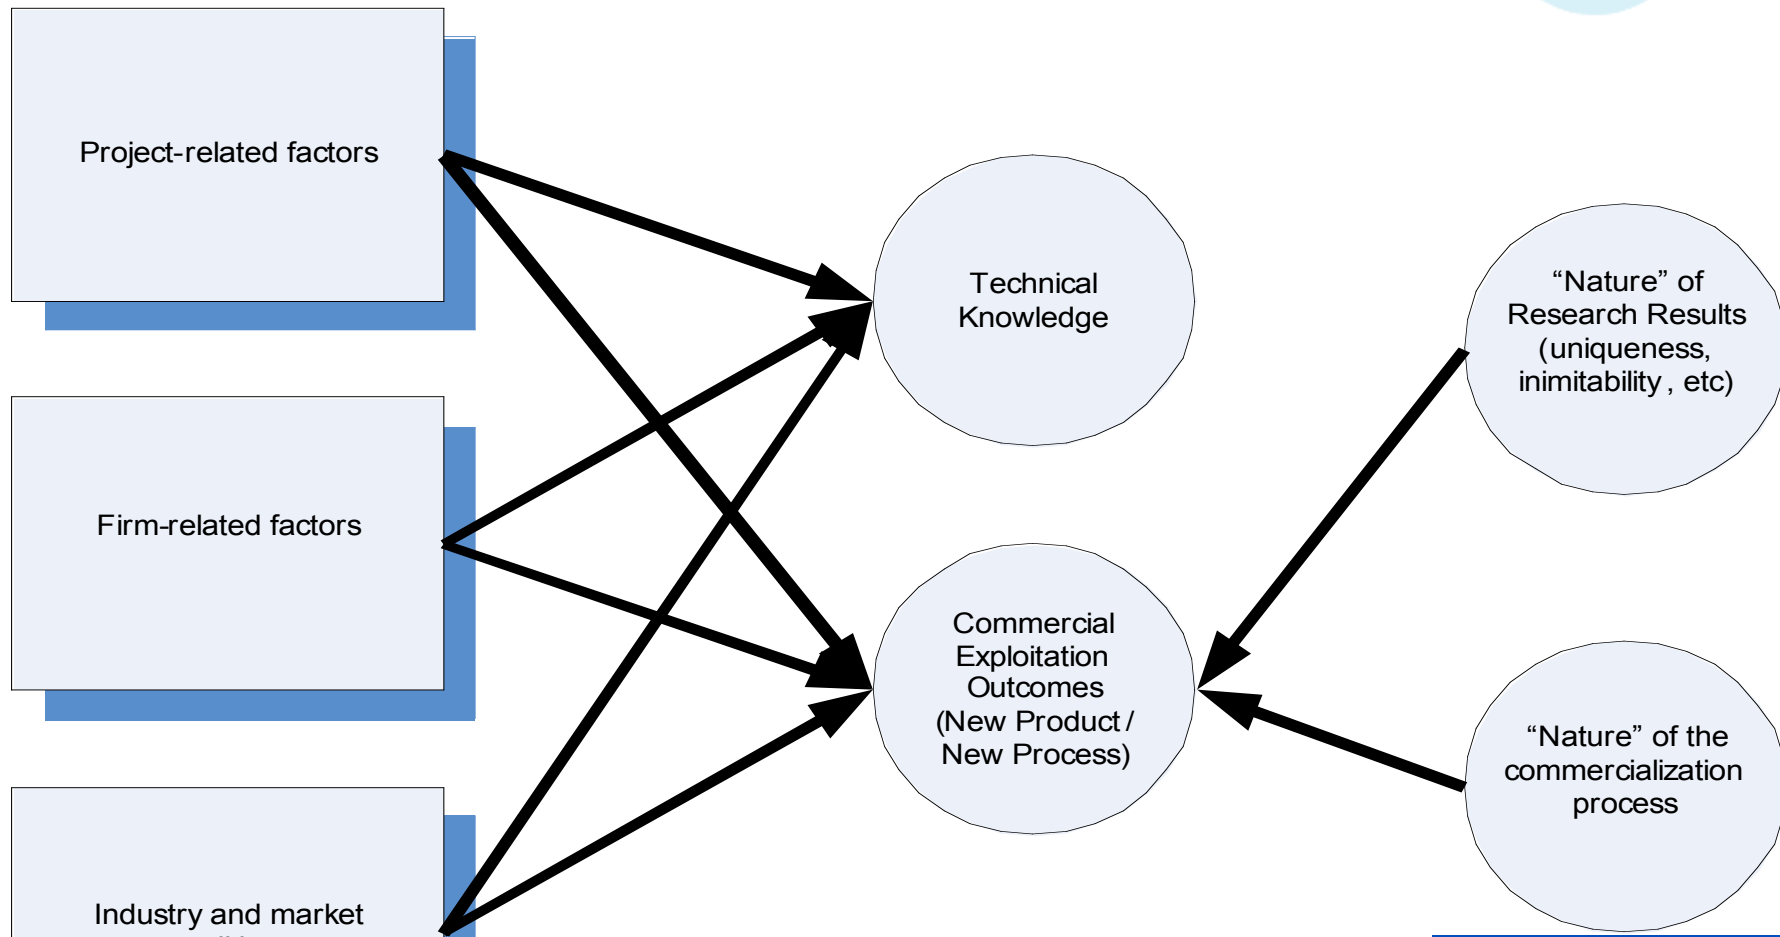 Project-related factors
Technical
Knowledge
“Nature” of
Research Results
(uniqueness,
inimitability, etc)
Firm-related factors
Commercial
Exploitation
Outcomes
(New Product /
New Process)
“Nature” of the
commercialization
process
Industry and market